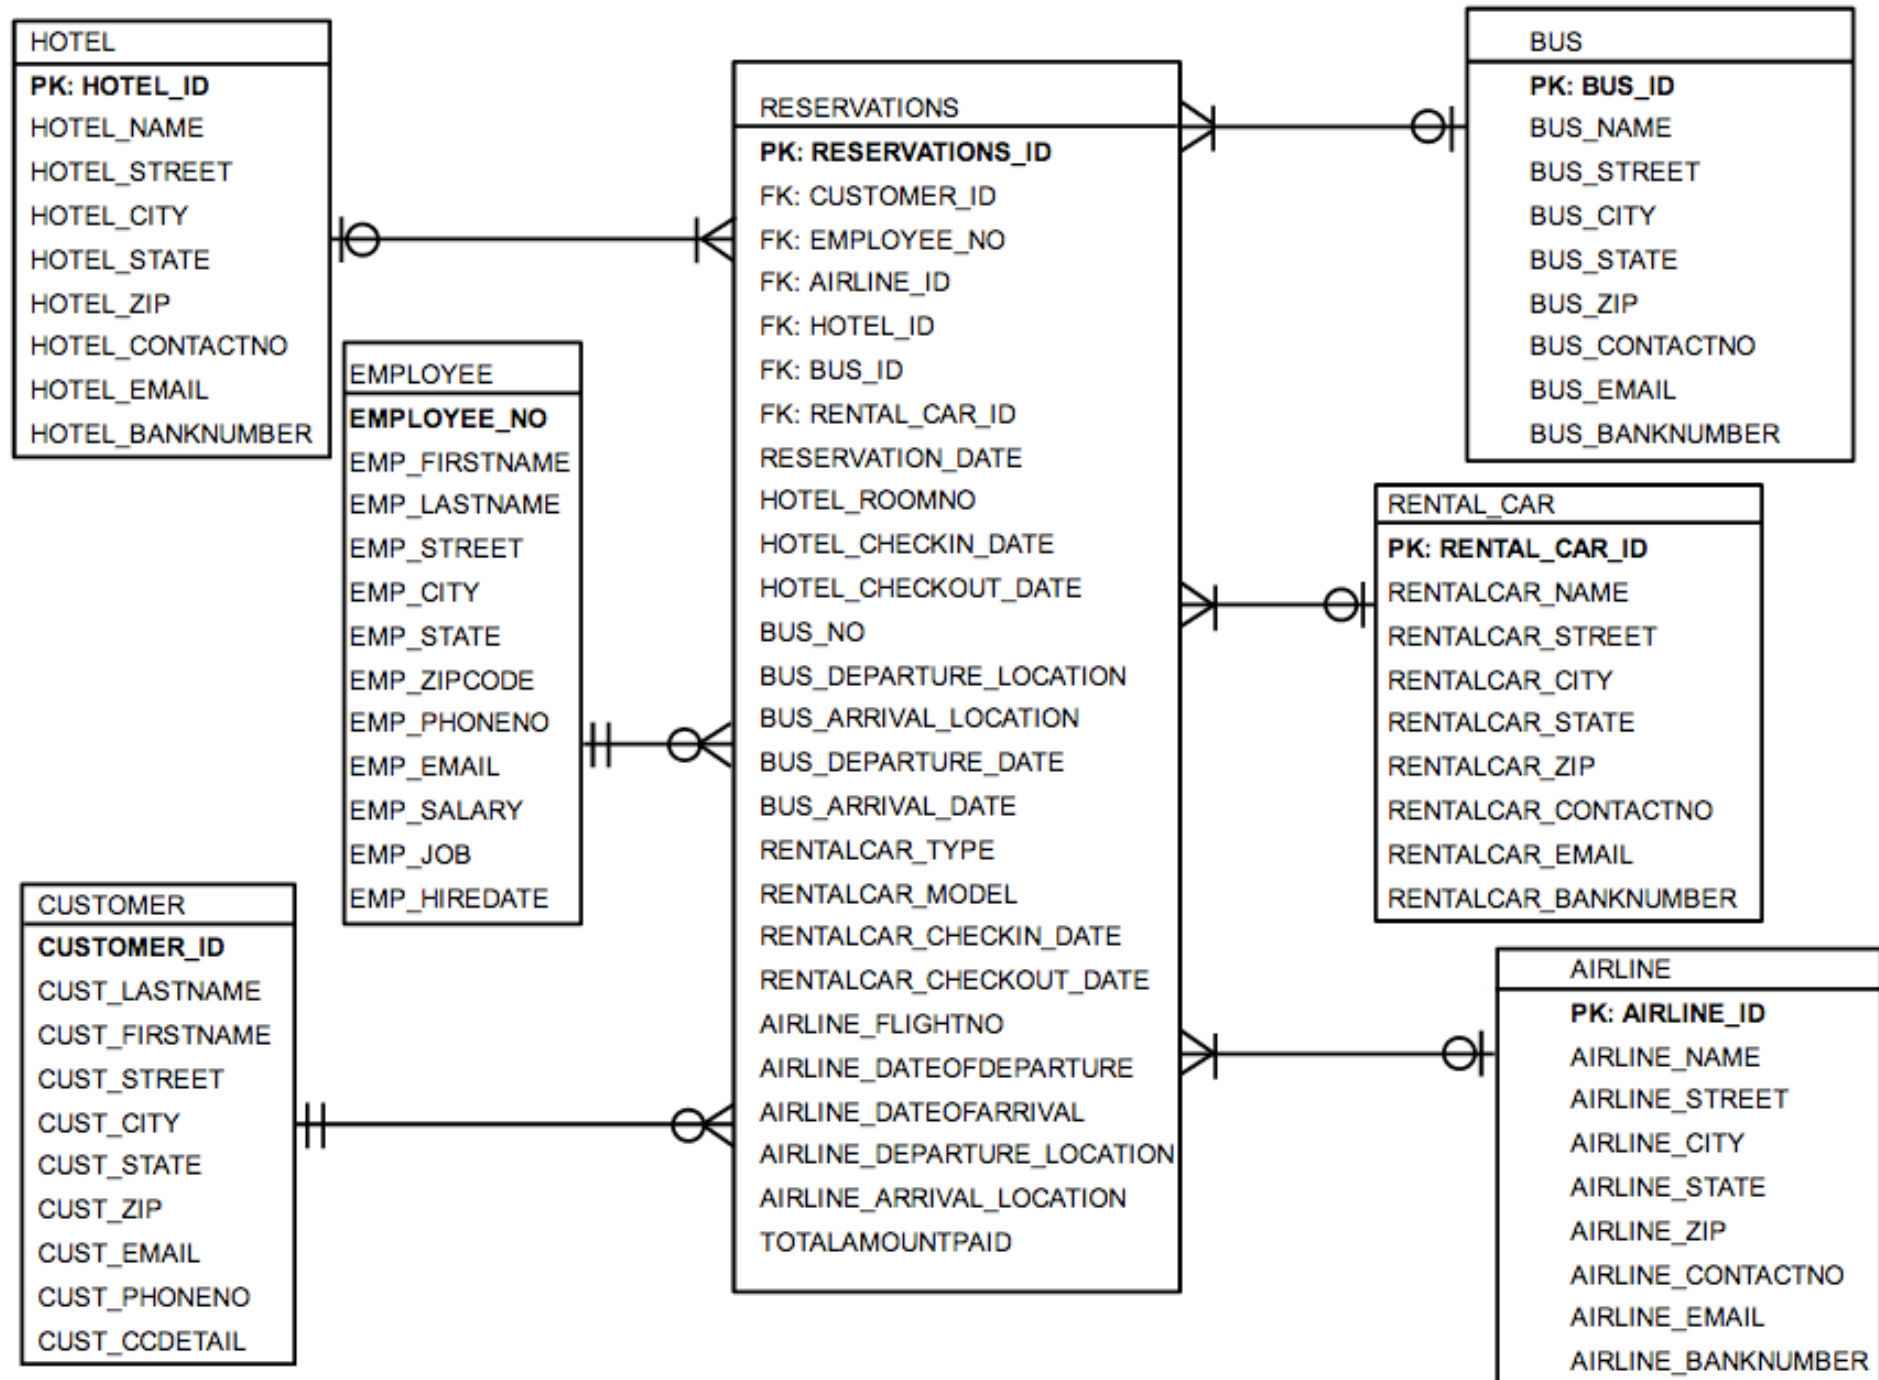 HOTEL
PK: HOTEL_ID
HOTEL_NAME
HOTEL_STREET
HOTEL_CITY
HOTEL_STATE
HOTEL_ZIP
HOTEL_CONTACTNO
HOTEL_EMAIL
HOTEL_BANKNUMBER
EMPLOYEE
EMPLOYEE_NO
EMP_FIRSTNAME
EMP_LASTNAME
EMP_STREET
EMP_CITY
EMP_STATE
EMP_ZIPCODE
EMP_PHONENO
EMP_EMAIL
EMP_SALARY
EMP_JOB
EMP_HIREDATE
CUSTOMER
CUSTOMER_ID
CUST_LASTNAME
CUST_FIRSTNAME
CUST_STREET
CUST_CITY
CUST_STATE
CUST_ZIP
CUST_EMAIL
CUST_PHONENO
CUST_CCDETAIL
RESERVATIONS
PK: RESERVATIONS_ID
FK: CUSTOMER_ID
FK: EMPLOYEE_NO
FK: AIRLINE_ID
FK: HOTEL_ID
FK: BUS_ID
FK: RENTAL_CAR_ID
RESERVATION_DATE
HOTEL_ROOMNO
HOTEL_CHECKIN_DATE
HOTEL_CHECKOUT_DATE
BUS_NO
BUS_DEPARTURE_LOCATION
BUS_ARRIVAL_LOCATION
BUS_DEPARTURE_DATE
BUS_ARRIVAL_DATE
RENTALCAR_TYPE
RENTALCAR_MODEL
RENTALCAR_CHECKIN_DATE
RENTALCAR_CHECKOUT_DATE
AIRLINE_FLIGHTNO
AIRLINE_DATEOFDEPARTURE
AIRLINE_DATEOFARRIVAL
AIRLINE_DEPARTURE_LOCATION
AIRLINE_ARRIVAL_LOCATION
TOTALAMOUNTPAID
BUS
PK: BUS_ID
BUS_NAME
BUS_STREET
BUS_CITY
BUS_STATE
BUS_ZIP
BUS_CONTACTNO
BUS_EMAIL
BUS_BANKNUMBER
RENTAL_CAR
PK: RENTAL_CAR_ID
RENTALCAR_NAME
RENTALCAR_STREET
RENTALCAR_CITY
RENTALCAR_STATE
RENTALCAR_ZIP
RENTALCAR_CONTACTNO
RENTALCAR_EMAIL
RENTALCAR_BANKNUMBER
AIRLINE
PK: AIRLINE_ID
AIRLINE_NAME
AIRLINE_STREET
AIRLINE_CITY
AIRLINE_STATE
AIRLINE_ZIP
AIRLINE_CONTACTNO
AIRLINE_EMAIL
AIRLINE_BANKNUMBER